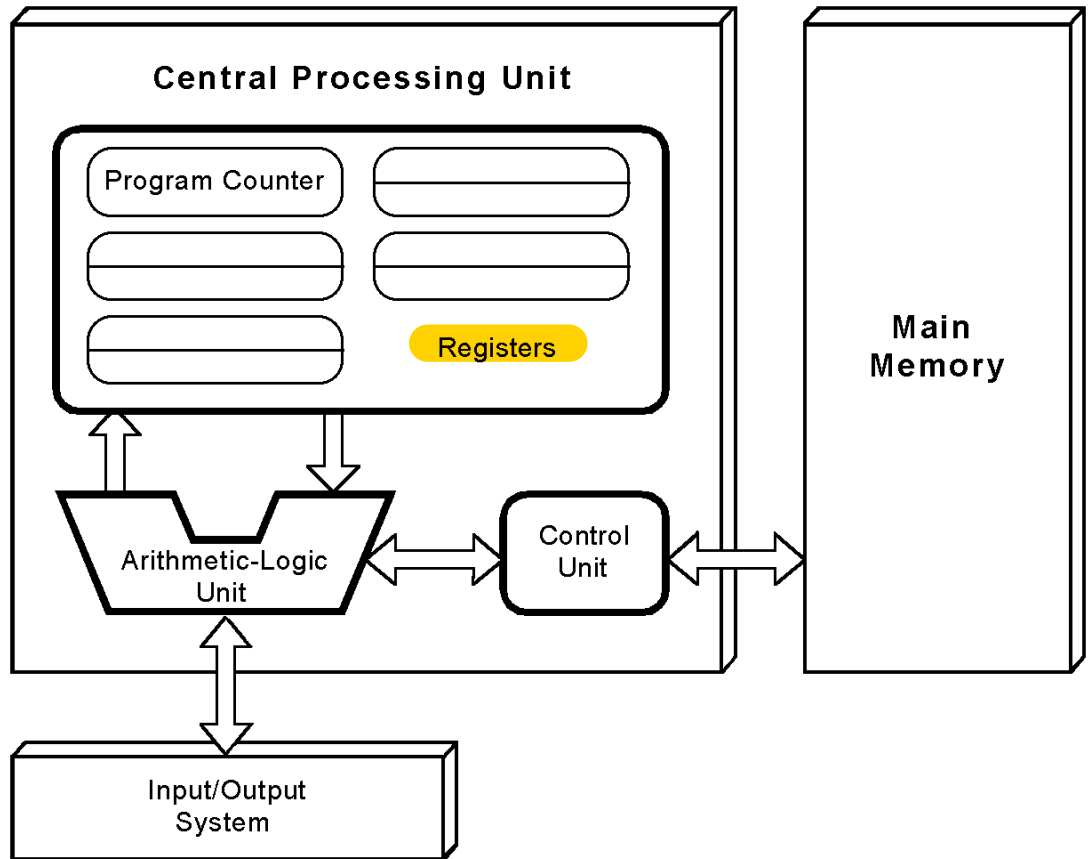 Central Processing Unit
Program Counter
Registers
Main
Memory
Arithmetic-Logic
Unit
Control
Unit
Input/Output
System